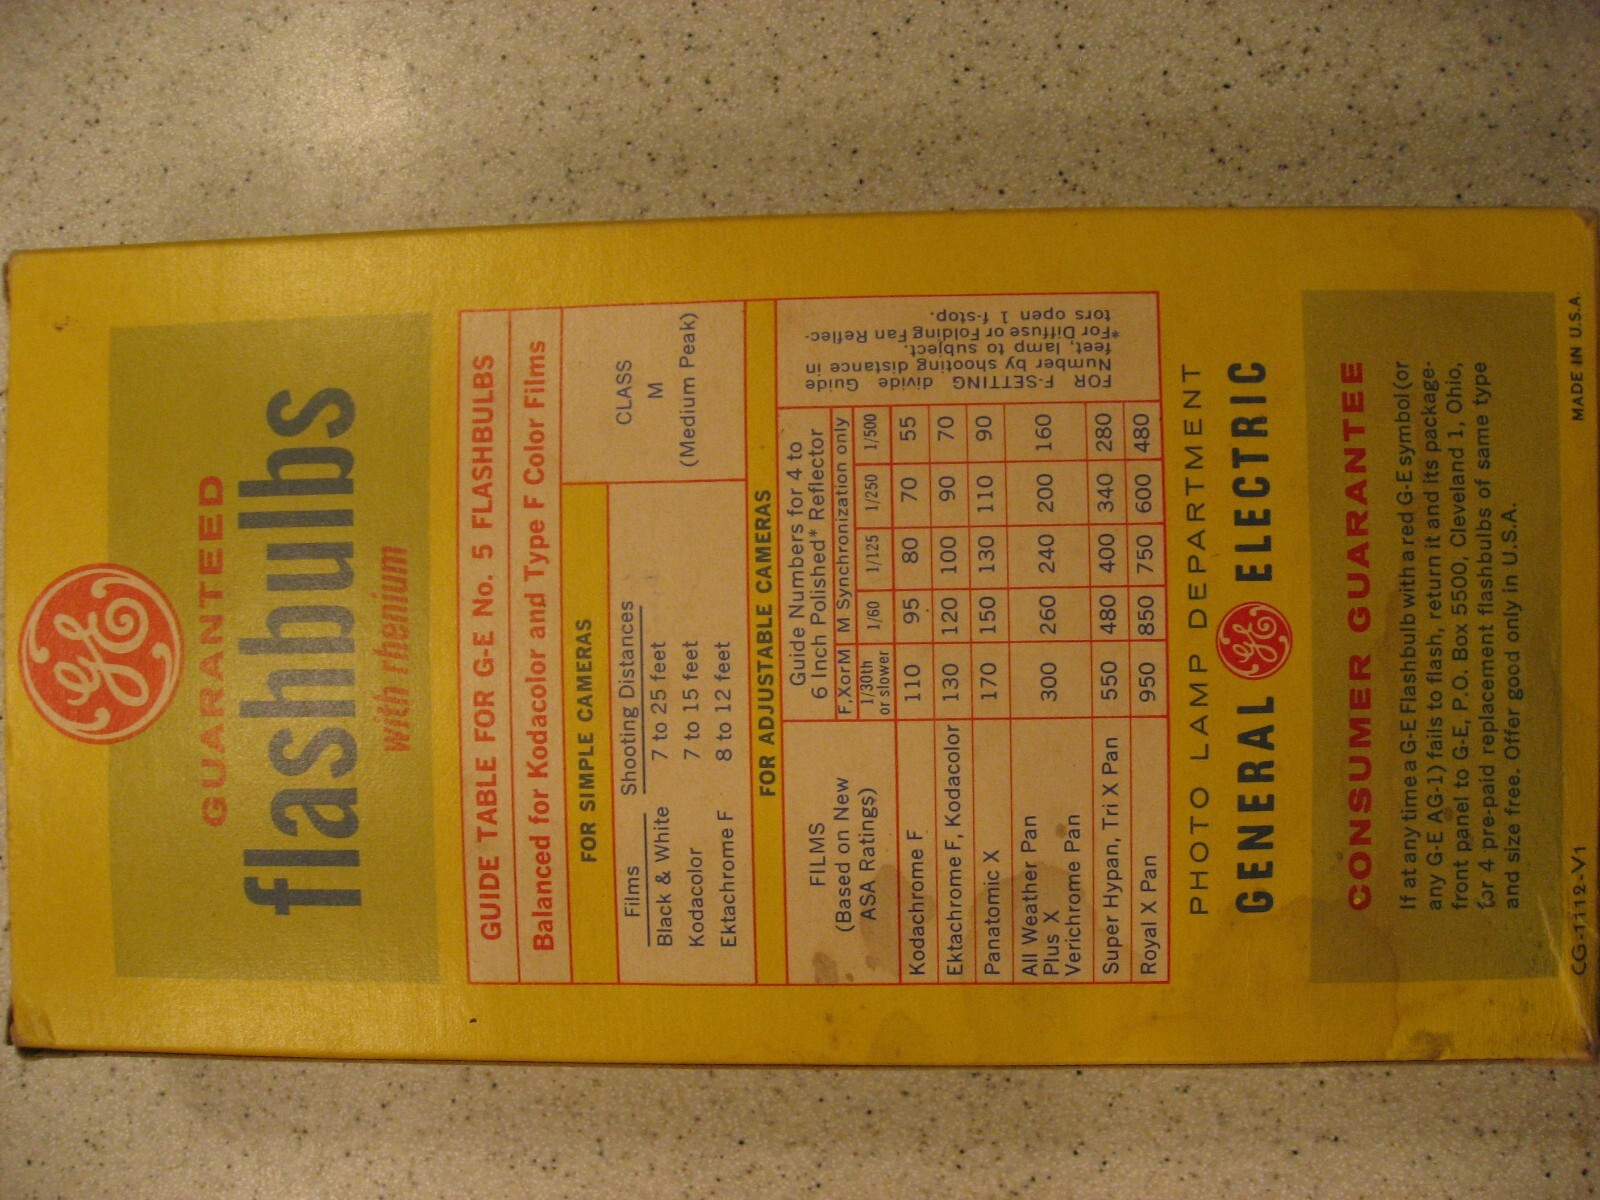 GE
GUARANTEED
flashbulbs
with rhenium
GUIDE TABLE FOR G-E No. 5 FLASHBULBS
Balanced for Kodacolor and Type F Color Films
FOR SIMPLE CAMERAS
Films Shooting Distances
Black & White 7 to 25 feet
Kodacolor 7 to 15 feet
Ektachrome F 8 to 12 feet
CLASS
M
(Medium Peak)
FOR ADJUSTABLE CAMERAS
FILMS
(Based on New
ASA Ratings)
Guide Numbers for 4 to
6 Inch Polished* Reflector
F,XorM M Synchronization only
1/30th
or slower 1/60 1/125 1/250 1/500
Kodachrome F 110 95 80 70 55
Ektachrome F, Kodacolor 130 120 100 90 70
Panatomic X 170 150 130 110 90
All Weather Pan
Plus X 300 260 240 200 160
Verichrome Pan
Super Hypan, Tri X Pan 550 480 400 340 280
Royal X Pan 950 850 750 600 480
FOR F-SETTING divide Guide
Number by shooting distance in
feet, lamp to subject.
*For Diffuse or Folding Fan Reflec-
tors open 1 f-stop.
PHOTO LAMP DEPARTMENT
GENERAL GE ELECTRIC
CONSUMER GUARANTEE
If at any time a G-E Flashbulb with a red G-E symbol (or
any G-E AG-1) fails to flash, return it and its package-
front panel to G-E, P.O. Box 5500, Cleveland 1, Ohio,
for 4 pre-paid replacement flashbulbs of same type
and size free. Offer good only in U.S.A.
CG-1112-V1 MADE IN U.S.A.